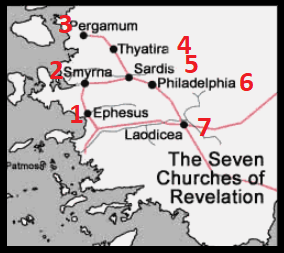 3 Pergamum
Thyatira 4
2 Smyrna
Sardis 5
Philadelphia 6
1 Ephesus
Laodicea 7
Patmos
The Seven
Churches of
Revelation